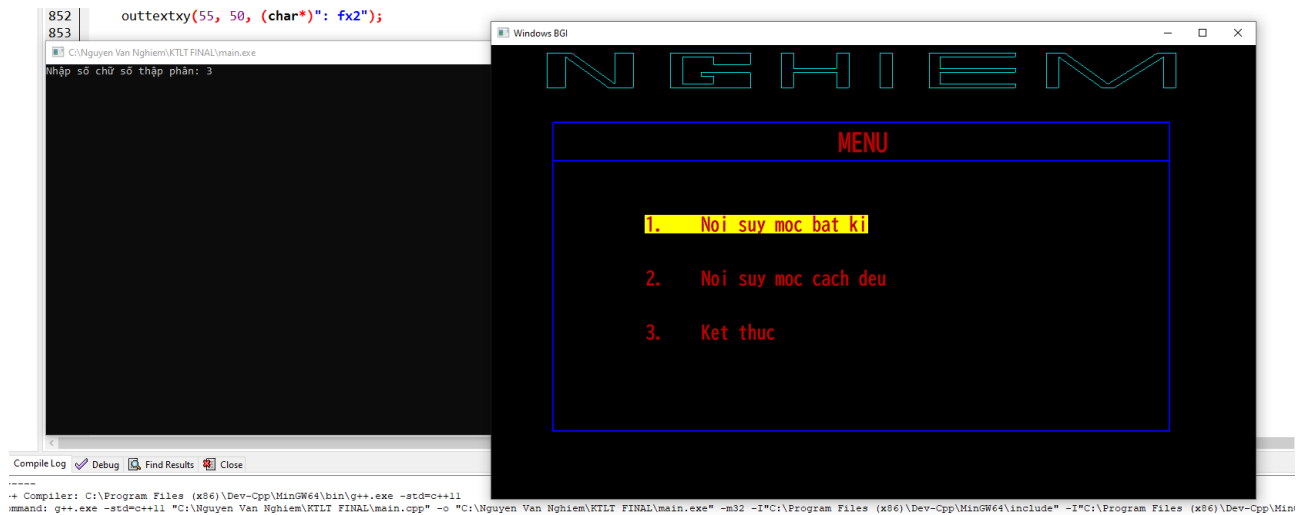 852 outtextxy(55, 50, (char*)": fx2");
853
C:\Nguyen Van Nghiem\KTLT FINAL\main.exe
Nhập số chữ số thập phân: 3
Windows BGI
NGHIEM
MENU
1. Noi suy moc bat ki
2. Noi suy moc cach deu
3. Ket thuc
Compile Log Debug Find Results Close
-----
++ Compiler: C:\Program Files (x86)\Dev-Cpp\MinGW64\bin\g++.exe -std=c++11
mmand: g++.exe -std=c++11 "C:\Nguyen Van Nghiem\KTLT FINAL\main.cpp" -o "C:\Nguyen Van Nghiem\KTLT FINAL\main.exe" -m32 -I"C:\Program Files (x86)\Dev-Cpp\MinGW64\include" -I"C:\Program Files (x86)\Dev-Cpp\Min